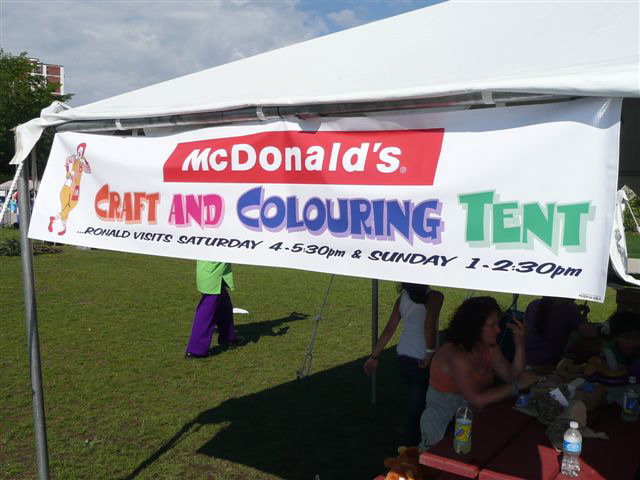 McDonald's®
CRAFT AND COLOURING TENT
...RONALD VISITS SATURDAY 4-5:30pm & SUNDAY 1-2:30pm